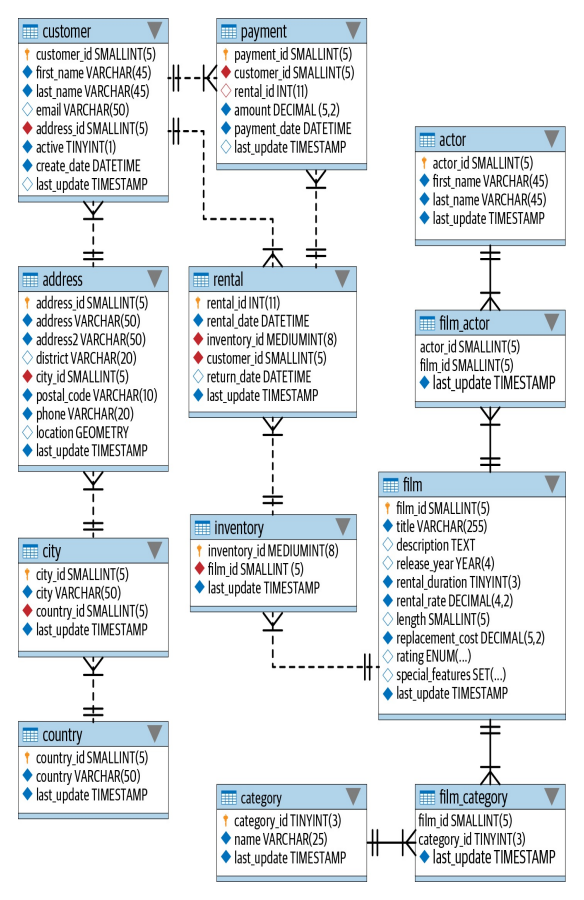 customer
customer_id SMALLINT(5)
first_name VARCHAR(45)
last_name VARCHAR(45)
email VARCHAR(50)
address_id SMALLINT(5)
active TINYINT(1)
create_date DATETIME
last_update TIMESTAMP
payment
payment_id SMALLINT(5)
customer_id SMALLINT(5)
rental_id INT(11)
amount DECIMAL (5,2)
payment_date DATETIME
last_update TIMESTAMP
actor
actor_id SMALLINT(5)
first_name VARCHAR(45)
last_name VARCHAR(45)
last_update TIMESTAMP
address
address_id SMALLINT(5)
address VARCHAR(50)
address2 VARCHAR(50)
district VARCHAR(20)
city_id SMALLINT(5)
postal_code VARCHAR(10)
phone VARCHAR(20)
location GEOMETRY
last_update TIMESTAMP
rental
rental_id INT(11)
rental_date DATETIME
inventory_id MEDIUMINT(8)
customer_id SMALLINT(5)
return_date DATETIME
last_update TIMESTAMP
film_actor
actor_id SMALLINT(5)
film_id SMALLINT(5)
last_update TIMESTAMP
film
film_id SMALLINT(5)
title VARCHAR(255)
description TEXT
release_year YEAR(4)
rental_duration TINYINT(3)
rental_rate DECIMAL(4,2)
length SMALLINT(5)
replacement_cost DECIMAL(5,2)
rating ENUM(...)
special_features SET(...)
last_update TIMESTAMP
city
city_id SMALLINT(5)
city VARCHAR(50)
country_id SMALLINT(5)
last_update TIMESTAMP
inventory
inventory_id MEDIUMINT(8)
film_id SMALLINT (5)
last_update TIMESTAMP
country
country_id SMALLINT(5)
country VARCHAR(50)
last_update TIMESTAMP
category
category_id TINYINT(3)
name VARCHAR(25)
last_update TIMESTAMP
film_category
film_id SMALLINT(5)
category_id TINYINT(3)
last_update TIMESTAMP